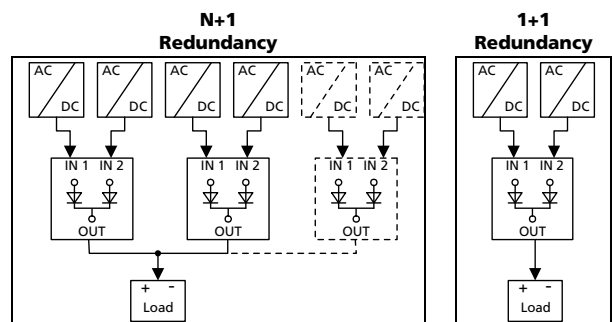 N+1
Redundancy
1+1
Redundancy
AC AC AC AC AC AC AC AC
DC DC DC DC DC DC DC DC
IN 1 IN 2 IN 1 IN 2 IN 1 IN 2 IN 1 IN 2
OUT OUT OUT OUT
+ - + -
Load Load